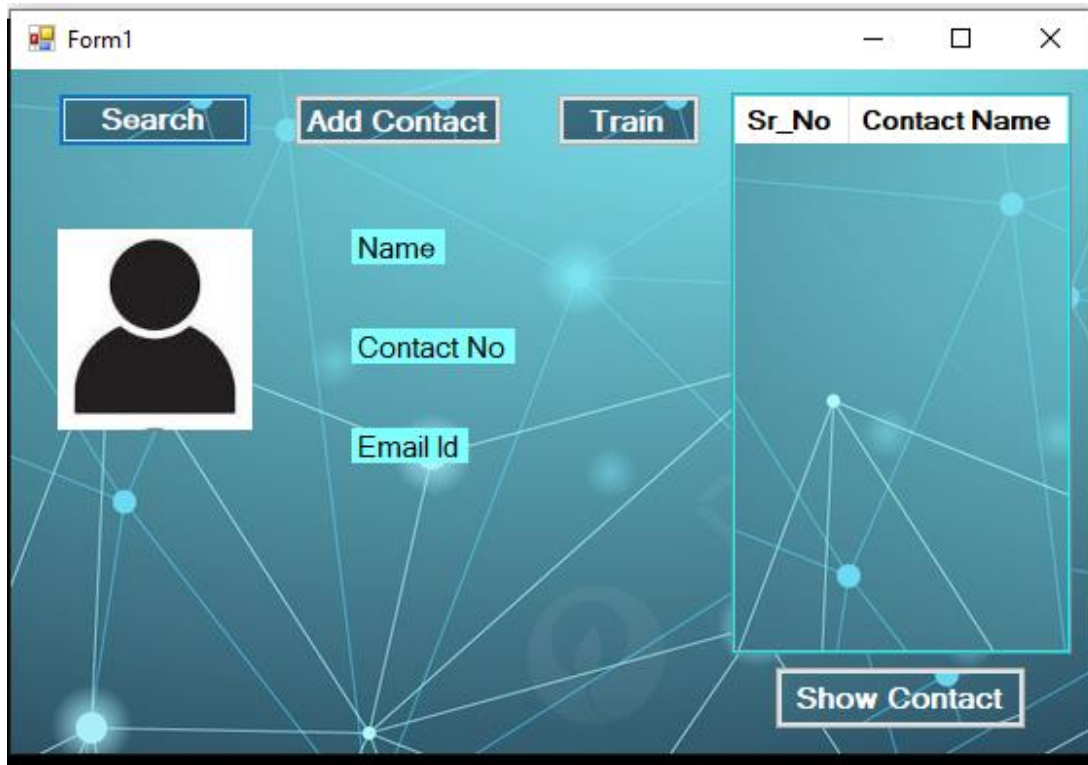 Form1
Search Add Contact Train Sr_No Contact Name
Name
Contact No
Email Id
Show Contact